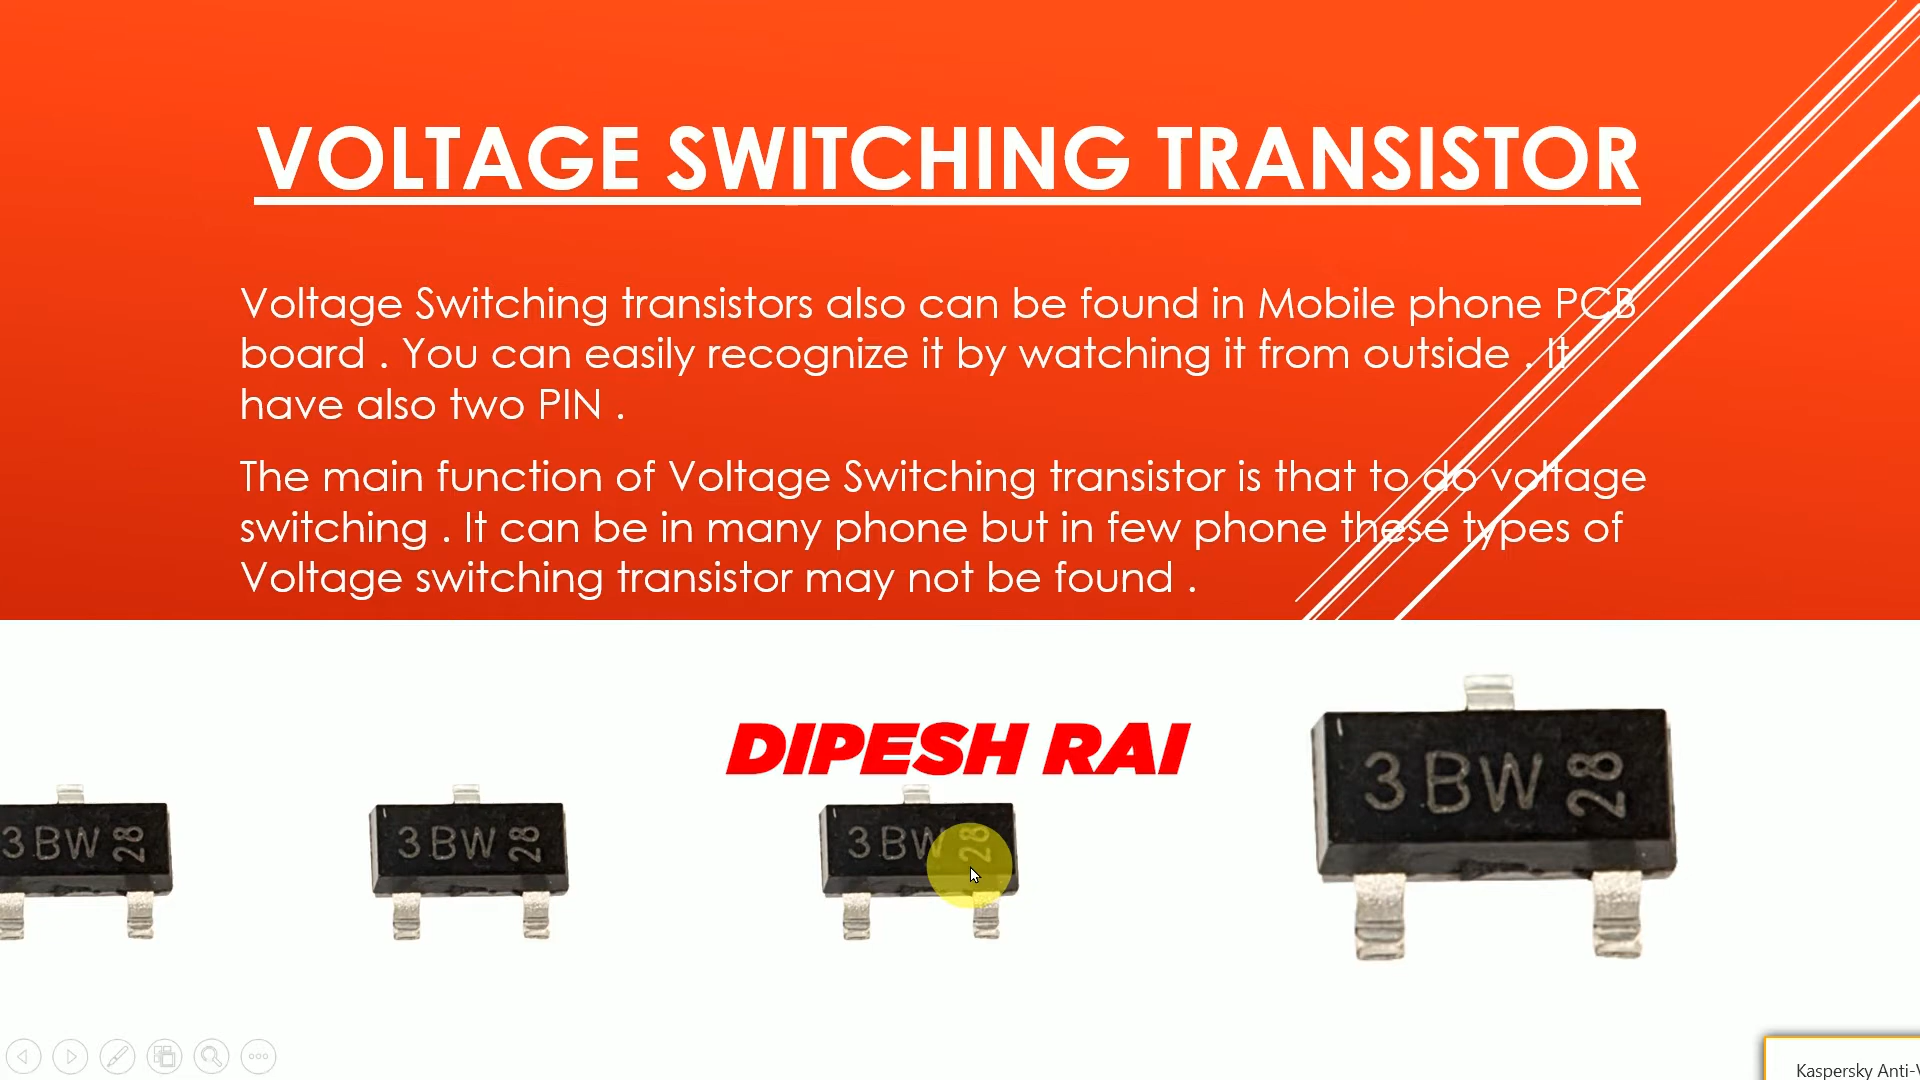 VOLTAGE SWITCHING TRANSISTOR
Voltage Switching transistors also can be found in Mobile phone PCB
board . You can easily recognize it by watching it from outside . It
have also two PIN .
The main function of Voltage Switching transistor is that to do voltage
switching . It can be in many phone but in few phone these types of
Voltage switching transistor may not be found .
DIPESH RAI
3BW 28
3BW 28
3BW 28
3BW 28
Kaspersky Anti-V